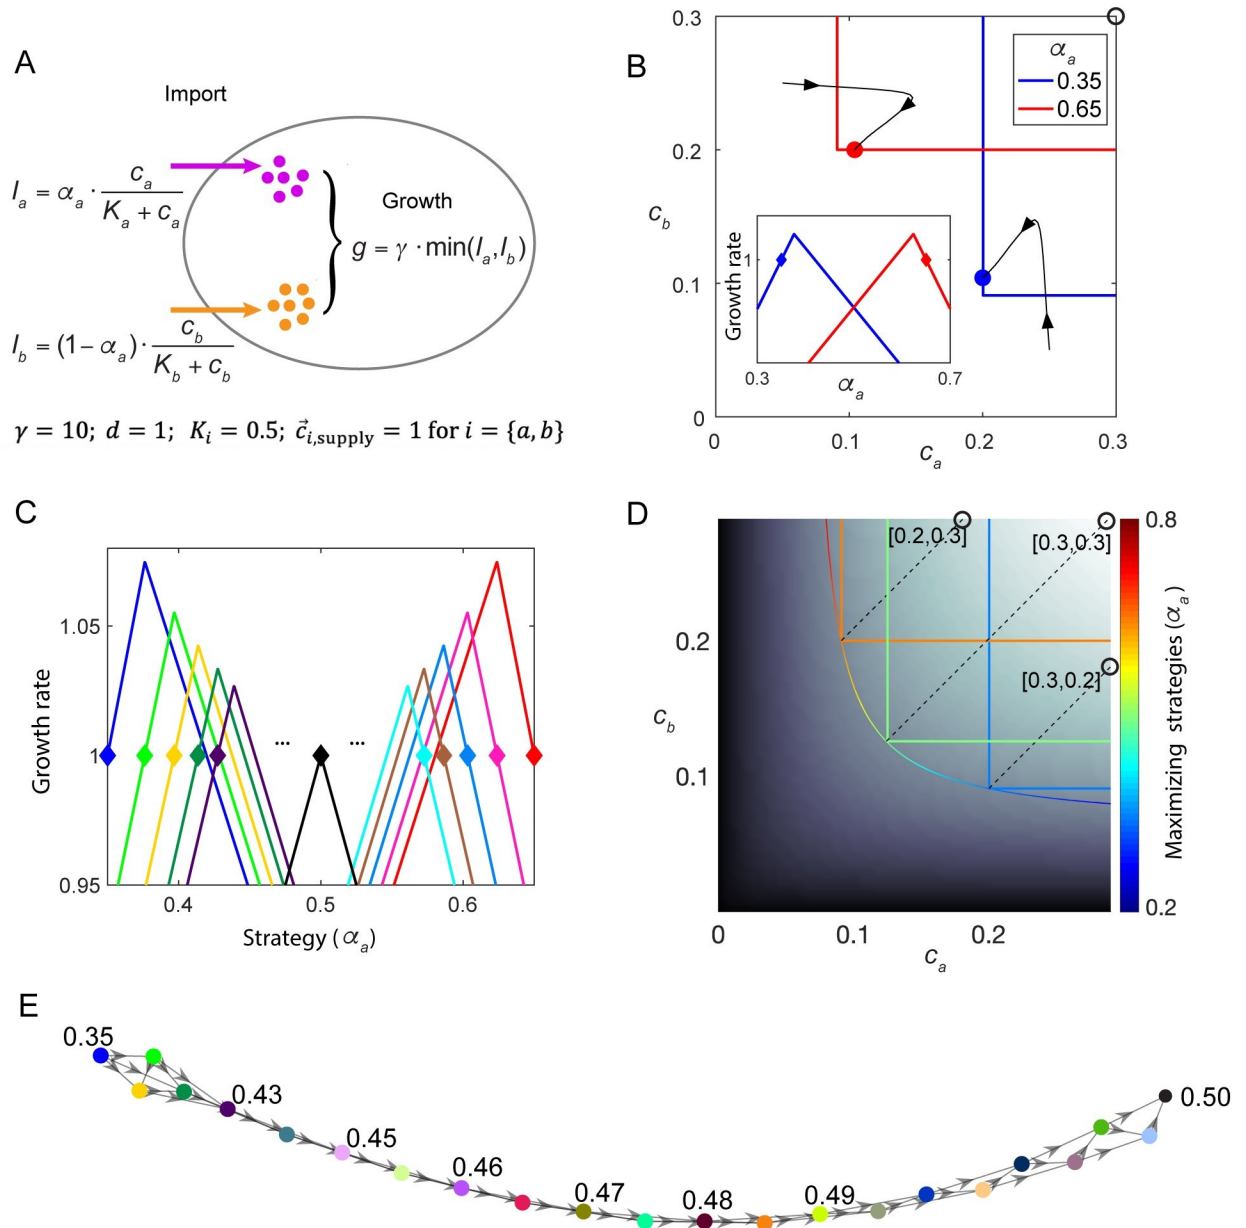 A
Import
I_a = α_a · c_a / (K_a + c_a)
Growth
g = γ · min(I_a, I_b)
I_b = (1 − α_a) · c_b / (K_b + c_b)
γ = 10; d = 1; K_i = 0.5; c⃗_i,supply = 1 for i = {a, b}
B
0.3
0.2
0.1
0
c_b
α_a
0.35
0.65
Growth rate
1
0.3
α_a
0.7
0
0.1
0.2
0.3
c_a
C
Growth rate
1.05
1
0.95
...
...
0.4
0.5
0.6
Strategy (α_a)
D
[0.2,0.3]
[0.3,0.3]
[0.3,0.2]
0.2
0.1
c_b
0
0.1
0.2
c_a
0.8
0.2
Maximizing strategies (α_a)
E
0.35
0.43
0.45
0.46
0.47
0.48
0.49
0.50